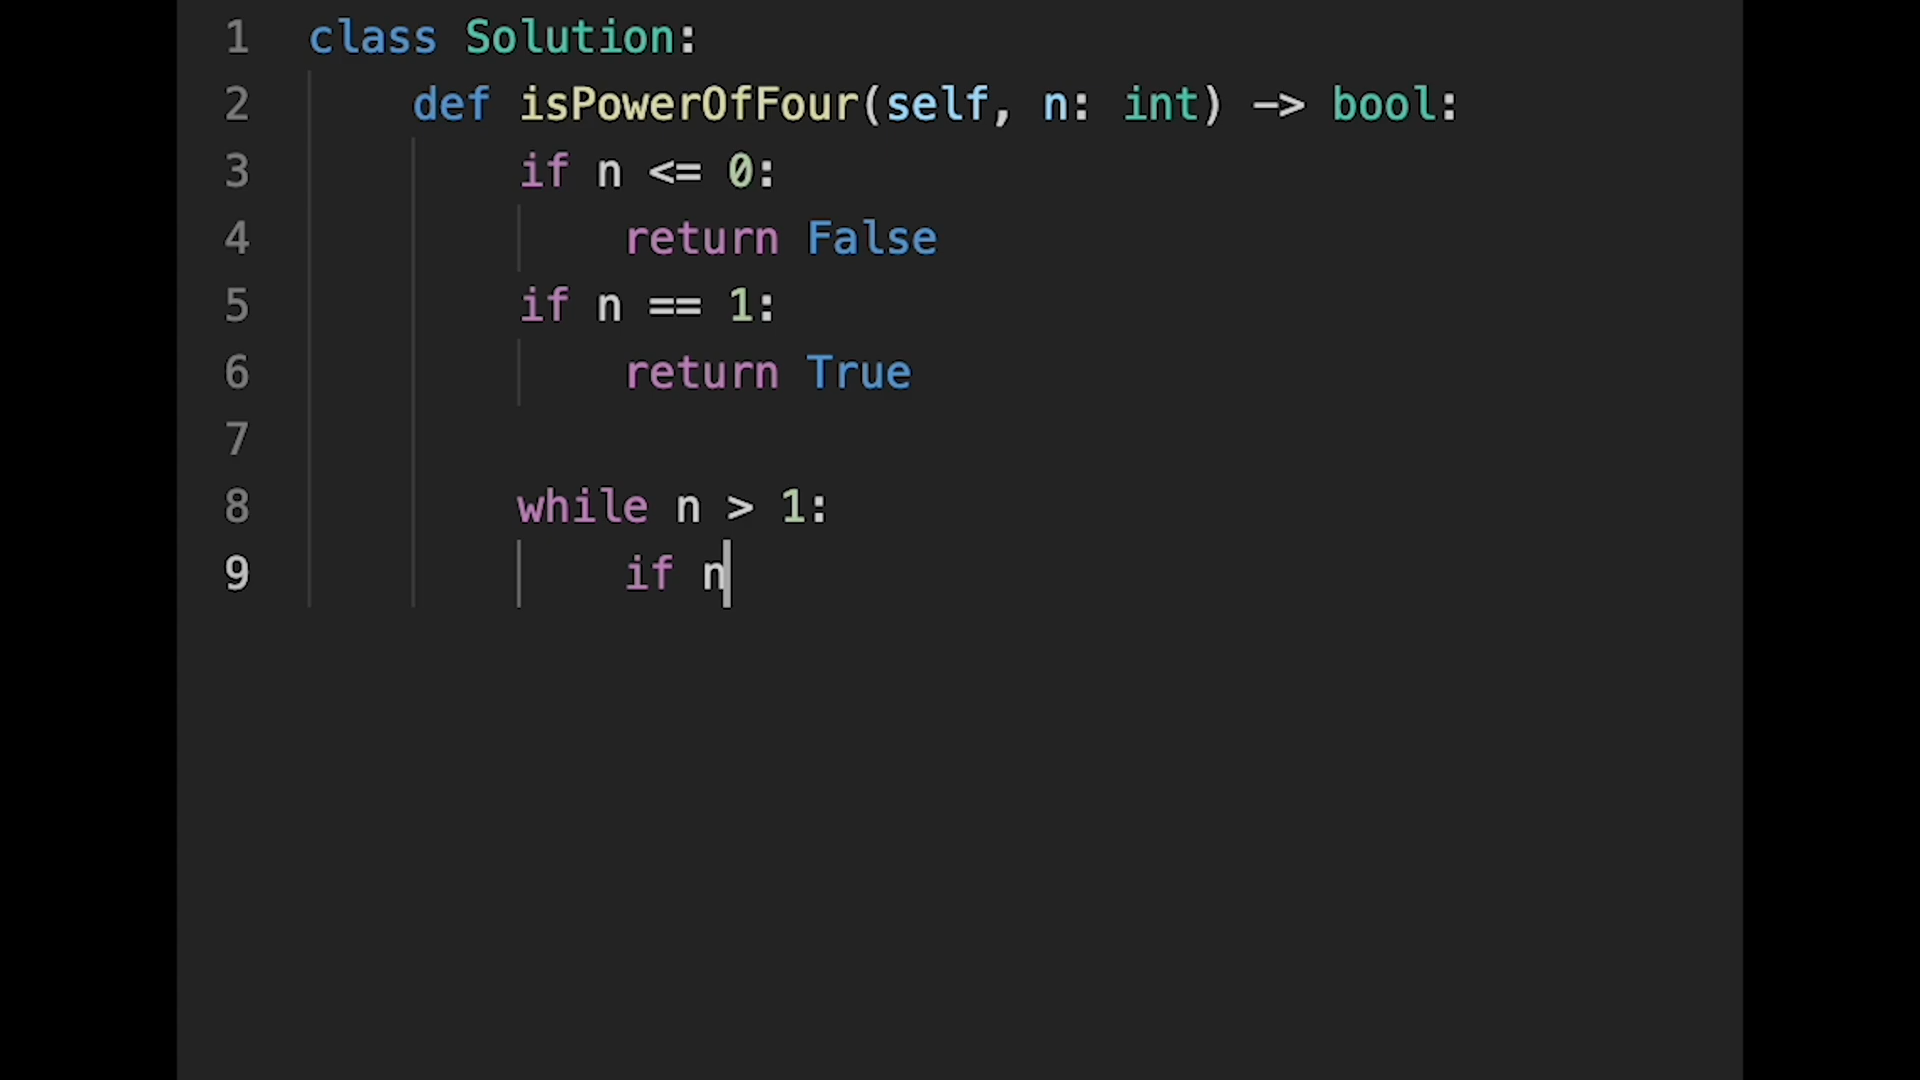 1 class Solution:
2 def isPowerOfFour(self, n: int) -> bool:
3 if n <= 0:
4 return False
5 if n == 1:
6 return True
7
8 while n > 1:
9 if n